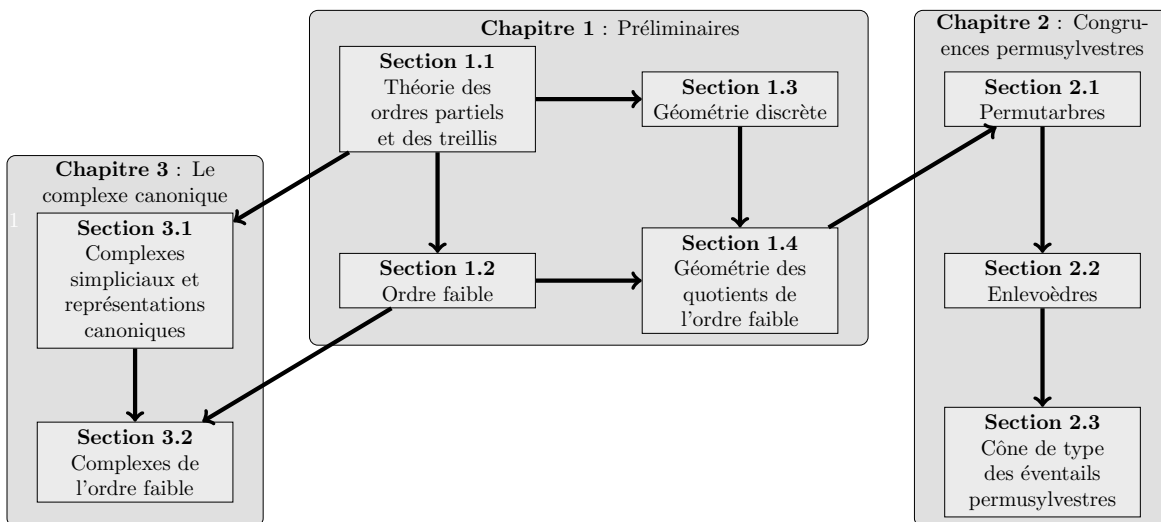 Chapitre 1 : Préliminaires
Section 1.1
Théorie des
ordres partiels
et des treillis
Section 1.3
Géométrie discrète
Section 1.2
Ordre faible
Section 1.4
Géométrie des
quotients de
l'ordre faible
Chapitre 2 : Congru-
ences permusylvestres
Section 2.1
Permutarbres
Section 2.2
Enlevoèdres
Section 2.3
Cône de type
des éventails
permusylvestres
Chapitre 3 : Le
complexe canonique
1
Section 3.1
Complexes
simpliciaux et
représentations
canoniques
Section 3.2
Complexes de
l'ordre faible